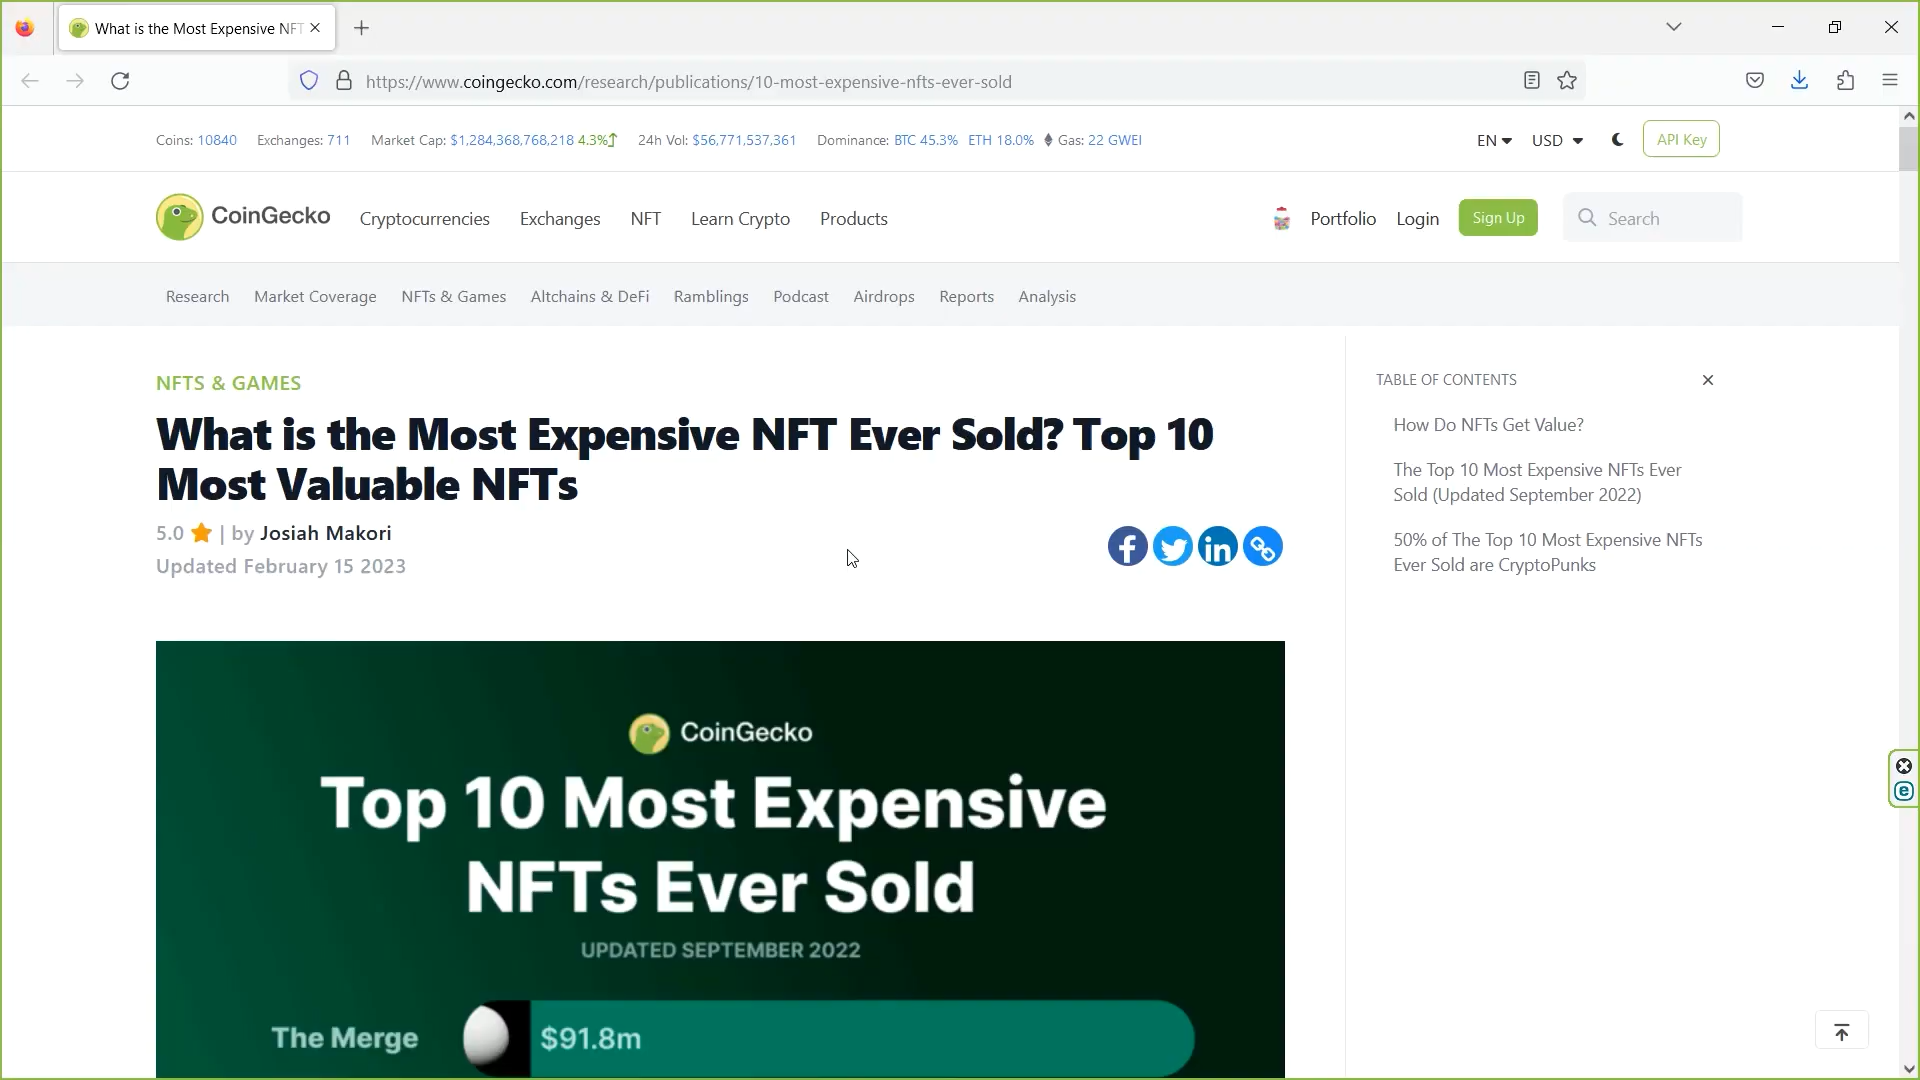 What is the Most Expensive NFT
https://www.coingecko.com/research/publications/10-most-expensive-nfts-ever-sold
Coins: 10840 Exchanges: 711 Market Cap: $1,284,368,768,218 4.3% 24h Vol: $56,771,537,361 Dominance: BTC 45.3% ETH 18.0% Gas: 22 GWEI
EN USD API Key
CoinGecko Cryptocurrencies Exchanges NFT Learn Crypto Products
Portfolio Login Sign Up Search
Research Market Coverage NFTs & Games Altchains & DeFi Ramblings Podcast Airdrops Reports Analysis
NFTS & GAMES
What is the Most Expensive NFT Ever Sold? Top 10
Most Valuable NFTs
5.0 | by Josiah Makori
Updated February 15 2023
TABLE OF CONTENTS
How Do NFTs Get Value?
The Top 10 Most Expensive NFTs Ever
Sold (Updated September 2022)
50% of The Top 10 Most Expensive NFTs
Ever Sold are CryptoPunks
CoinGecko
Top 10 Most Expensive
NFTs Ever Sold
UPDATED SEPTEMBER 2022
The Merge $91.8m